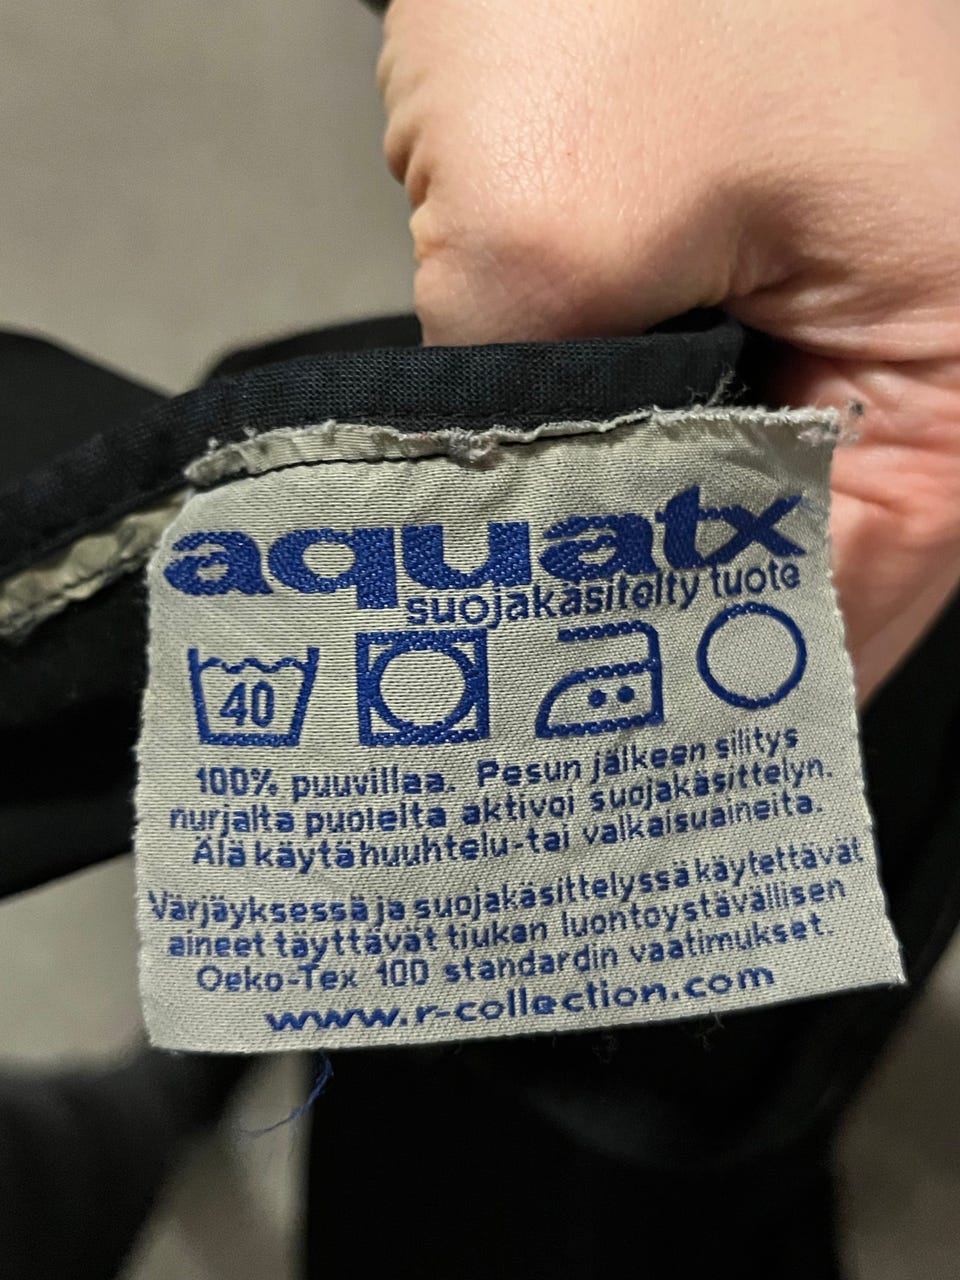 aquatx
suojakäsitelty tuote
40
100% puuvillaa. Pesun jälkeen silitys
nurjalta puolelta aktivoi suojakäsittelyn.
Älä käytä huuhtelu-tai valkaisuaineita.
Värjäyksessä ja suojakäsittelyssä käytettävät
aineet täyttävät tiukan luontoystävällisen
Oeko-Tex 100 standardin vaatimukset.
www.r-collection.com